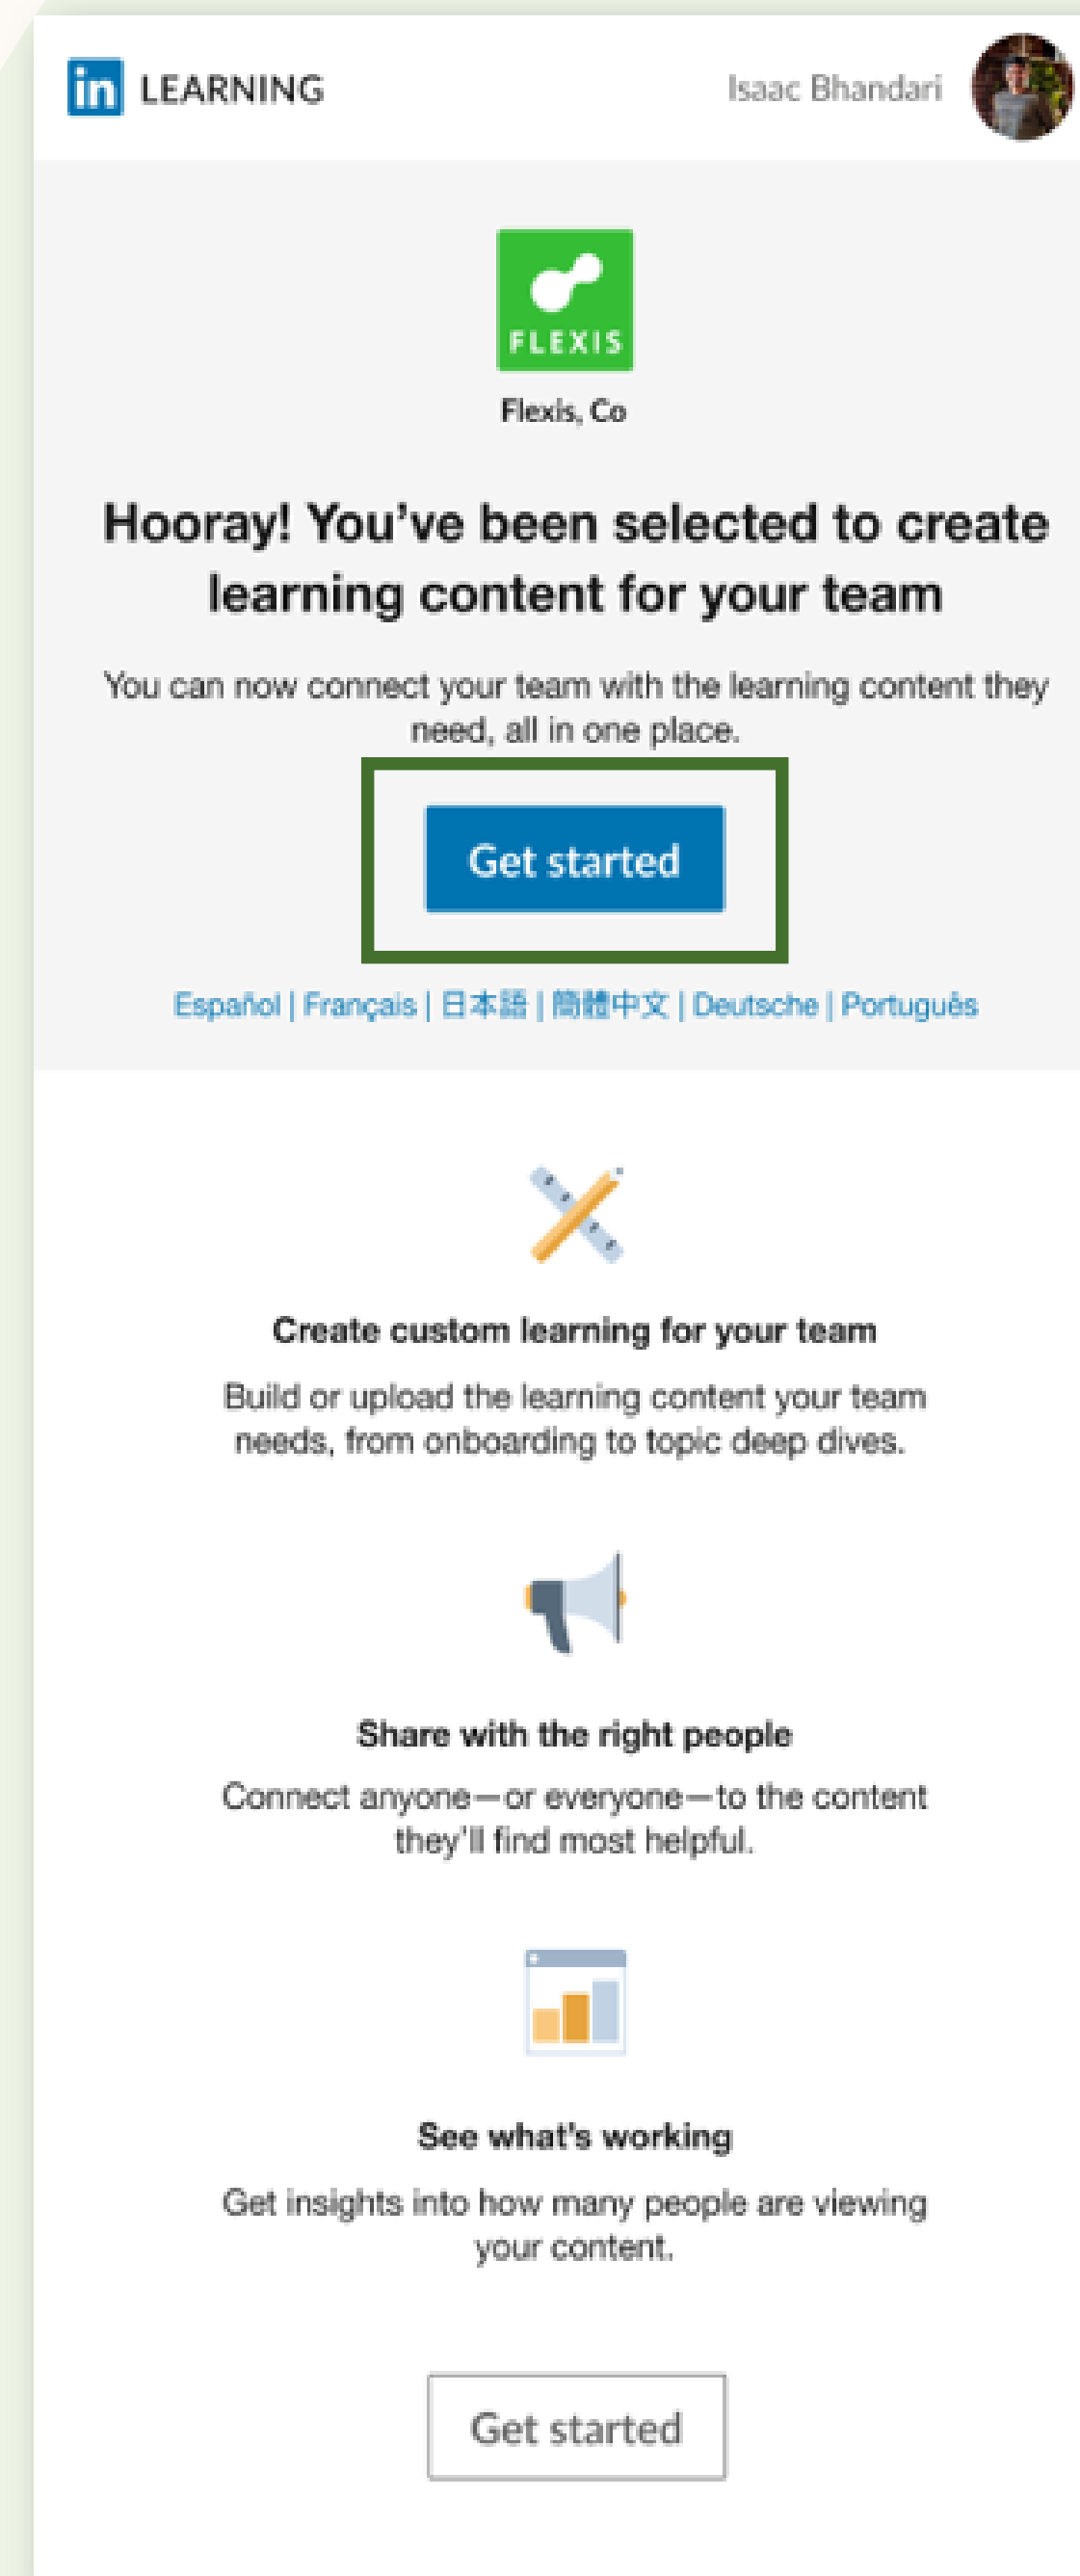 in LEARNING
Isaac Bhandari
FLEXIS
Flexis, Co
Hooray! You’ve been selected to create
learning content for your team
You can now connect your team with the learning content they
need, all in one place.
Get started
Español | Français | 日本語 | 簡體中文 | Deutsche | Português
Create custom learning for your team
Build or upload the learning content your team
needs, from onboarding to topic deep dives.
Share with the right people
Connect anyone—or everyone—to the content
they’ll find most helpful.
See what’s working
Get insights into how many people are viewing
your content.
Get started